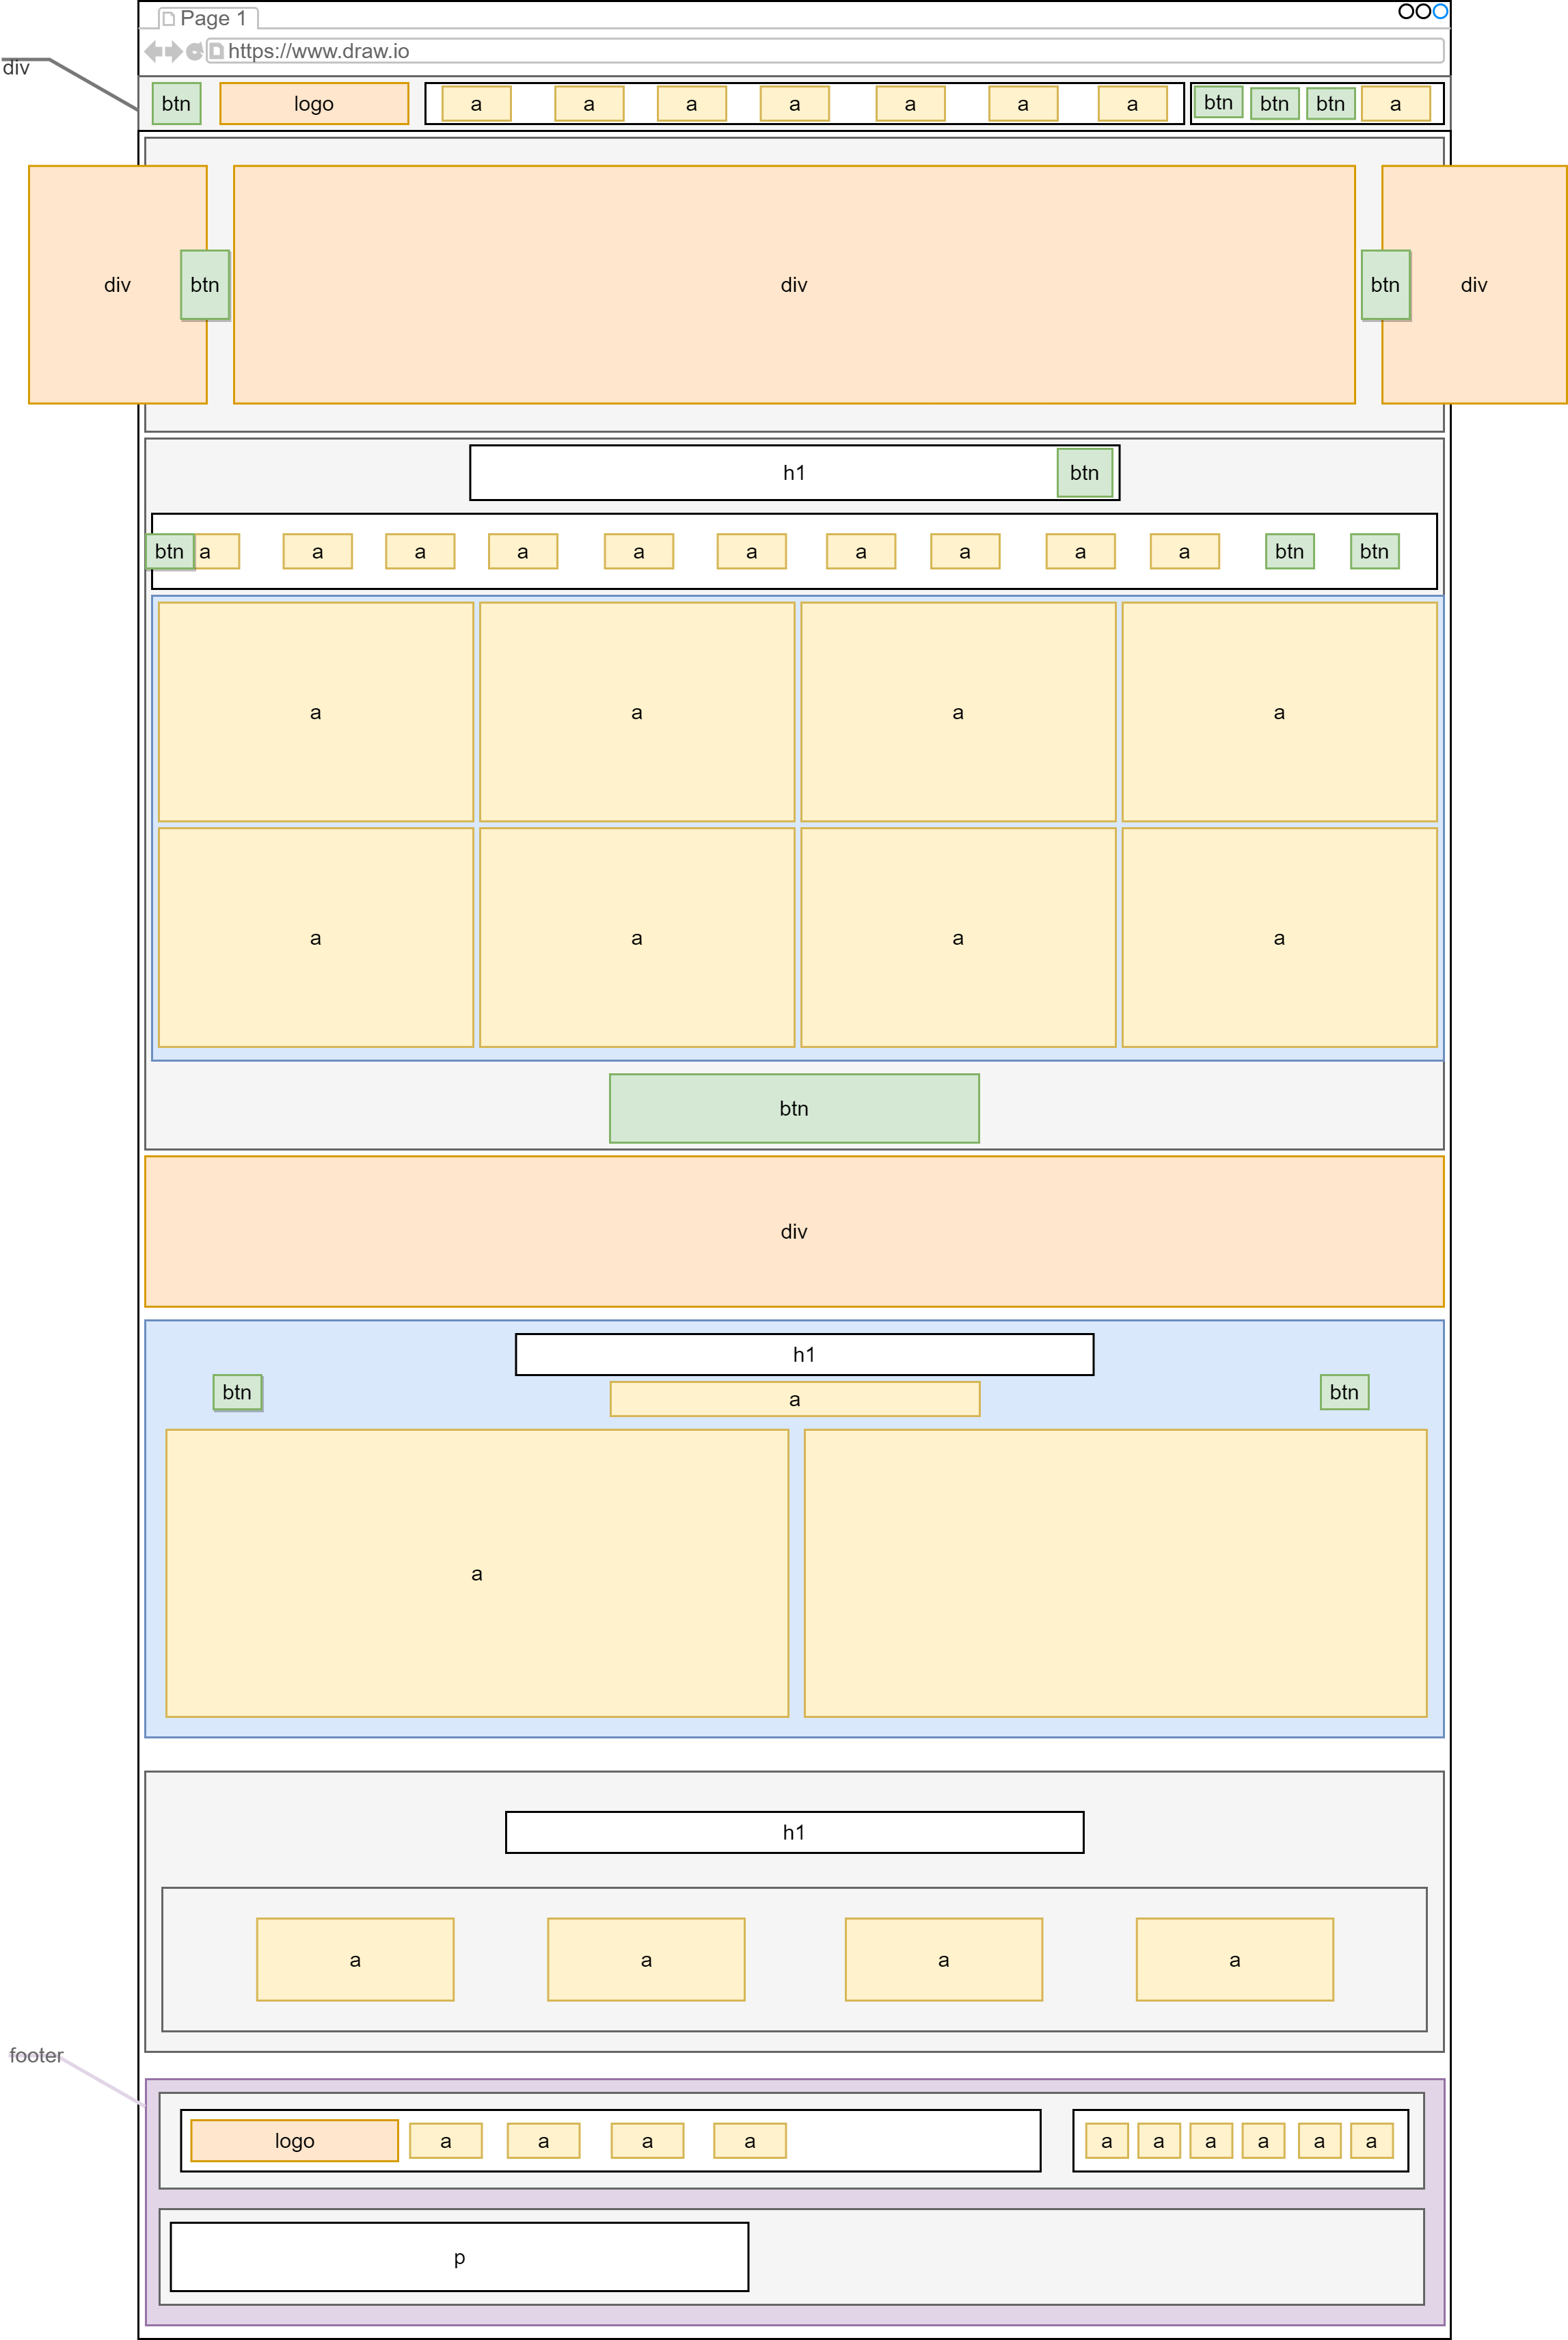 Page 1
https://www.draw.io
div
btn logo a a a a a a a btn btn btn a
div btn div btn div
h1 btn
btn a a a a a a a a a a btn btn
a a a a
a a a a
btn
div
h1
btn a btn
a
h1
a a a a
footer
logo a a a a a a a a a a
p